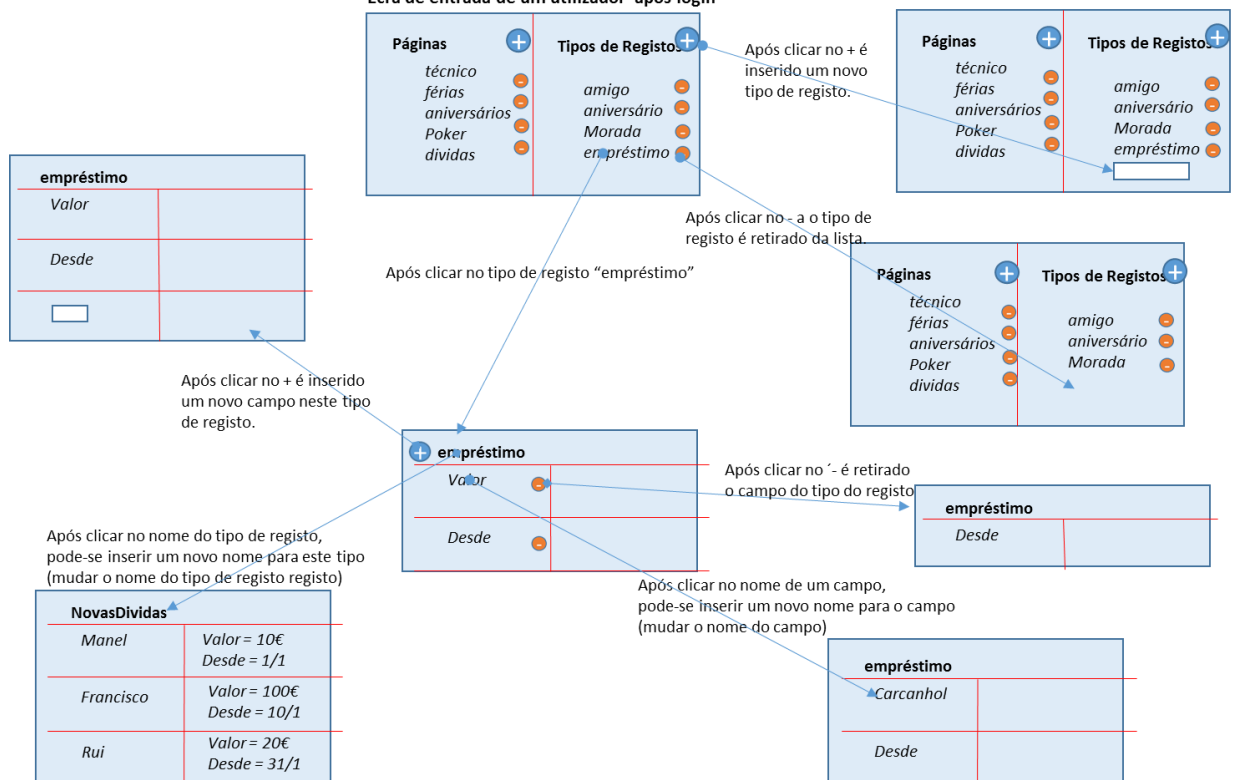 Ecrã de entrada de um utilizador após login
Páginas
+
técnico
-
férias
-
aniversários
-
Poker
-
dividas
Tipos de Registos
+
amigo
-
aniversário
-
Morada
-
empréstimo
-
Após clicar no + é
inserido um novo
tipo de registo.
Páginas
+
técnico
-
férias
-
aniversários
-
Poker
-
dividas
Tipos de Registos
+
amigo
-
aniversário
-
Morada
-
empréstimo
-
empréstimo
Valor
Desde
Após clicar no - a o tipo de
registo é retirado da lista.
Após clicar no tipo de registo “empréstimo”
Páginas
+
técnico
-
férias
-
aniversários
-
Poker
-
dividas
Tipos de Registos
+
amigo
-
aniversário
-
Morada
-
Após clicar no + é inserido
um novo campo neste tipo
de registo.
+
empréstimo
Valor
-
Desde
-
Após clicar no ´- é retirado
o campo do tipo do registo
empréstimo
Desde
Após clicar no nome do tipo de registo,
pode-se inserir um novo nome para este tipo
(mudar o nome do tipo de registo registo)
NovasDividas
Manel
Valor = 10€
Desde = 1/1
Francisco
Valor = 100€
Desde = 10/1
Rui
Valor = 20€
Desde = 31/1
Após clicar no nome de um campo,
pode-se inserir um novo nome para o campo
(mudar o nome do campo)
empréstimo
Carcanhol
Desde